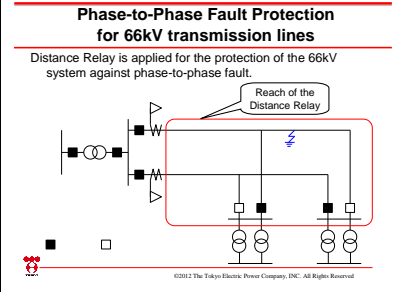 Phase-to-Phase Fault Protection
for 66kV transmission lines
Distance Relay is applied for the protection of the 66kV
system against phase-to-phase fault.
Reach of the
Distance Relay
©2012 The Tokyo Electric Power Company, INC. All Rights Reserved